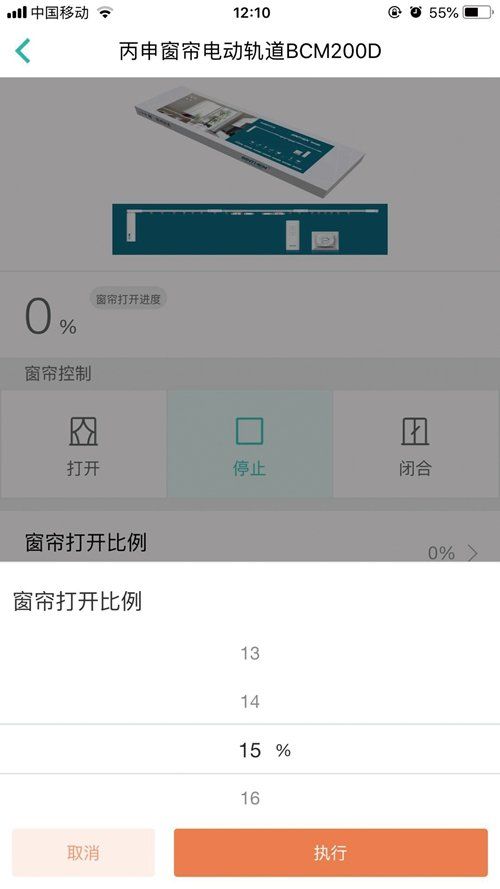 中国移动 12:10 55%
丙申窗帘电动轨道BCM200D
0 % 窗帘打开进度
窗帘控制
打开 停止 闭合
窗帘打开比例 0%
窗帘打开比例
13
14
15 %
16
取消 执行